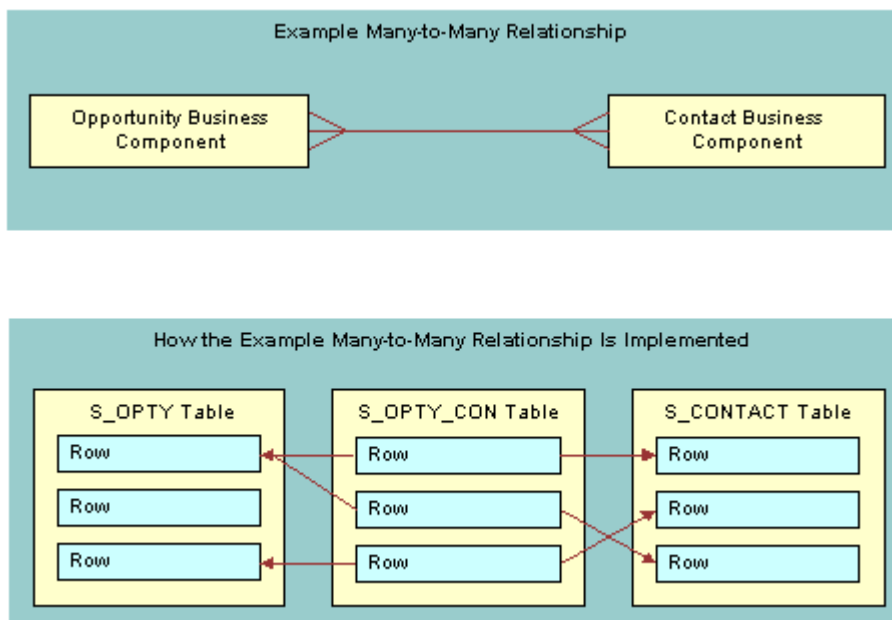 Example Many-to-Many Relationship
Opportunity Business
Component
Contact Business
Component
How the Example Many-to-Many Relationship Is Implemented
S_OPTY Table
Row
Row
Row
S_OPTY_CON Table
Row
Row
Row
S_CONTACT Table
Row
Row
Row